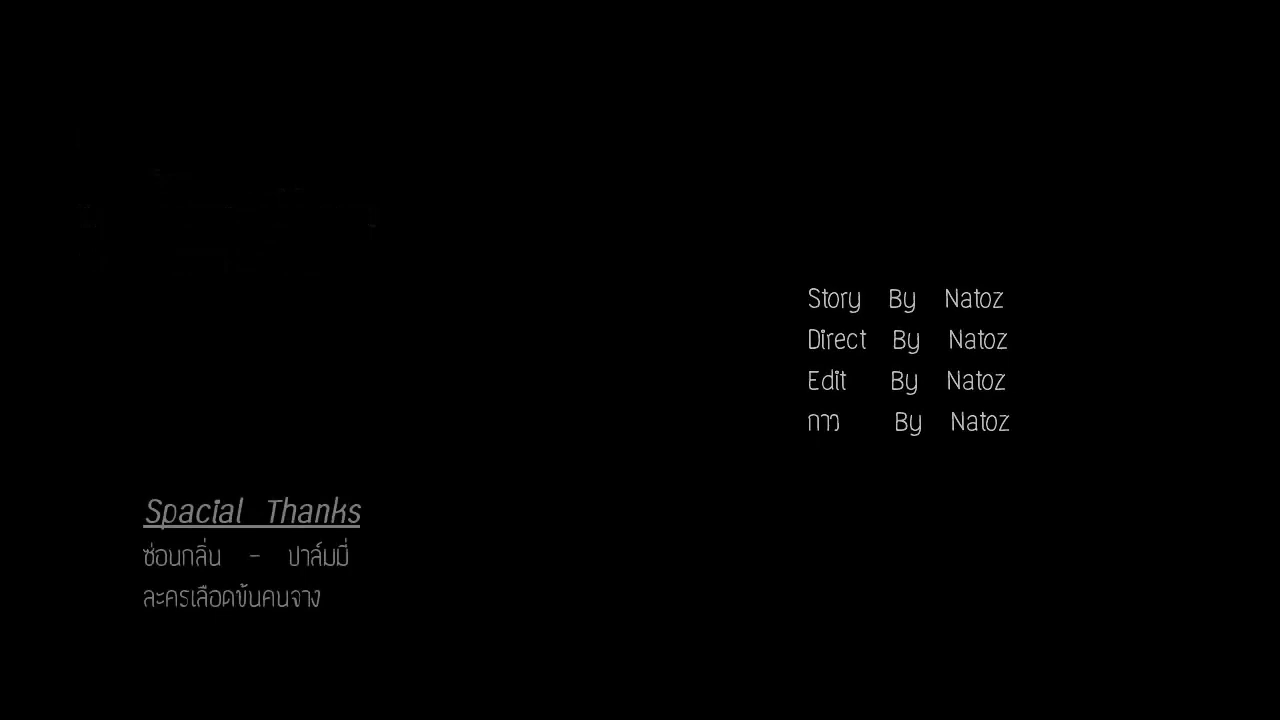 Story By Natoz
Direct By Natoz
Edit By Natoz
กาว By Natoz
Spacial Thanks
ซ่อนกลิ่น - ปาล์มมี่
ละครเลือดข้นคนจาง